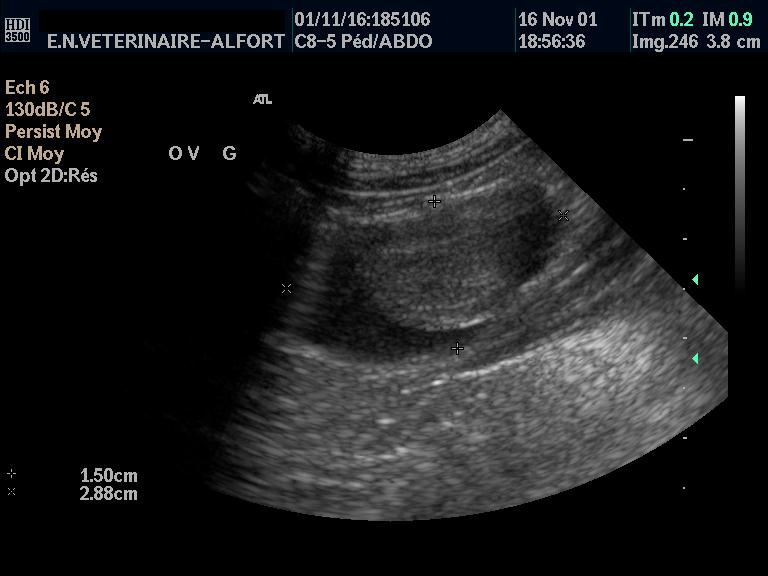 HDI
3500
E.N.VETERINAIRE-ALFORT
01/11/16:185106
C8-5 Péd/ABDO
16 Nov 01
18:56:36
ITm 0.2 IM 0.9
Img.246 3.8 cm
Ech 6
130dB/C 5
Persist Moy
CI Moy
Opt 2D:Rés
ATL
O V G
1.50cm
2.88cm